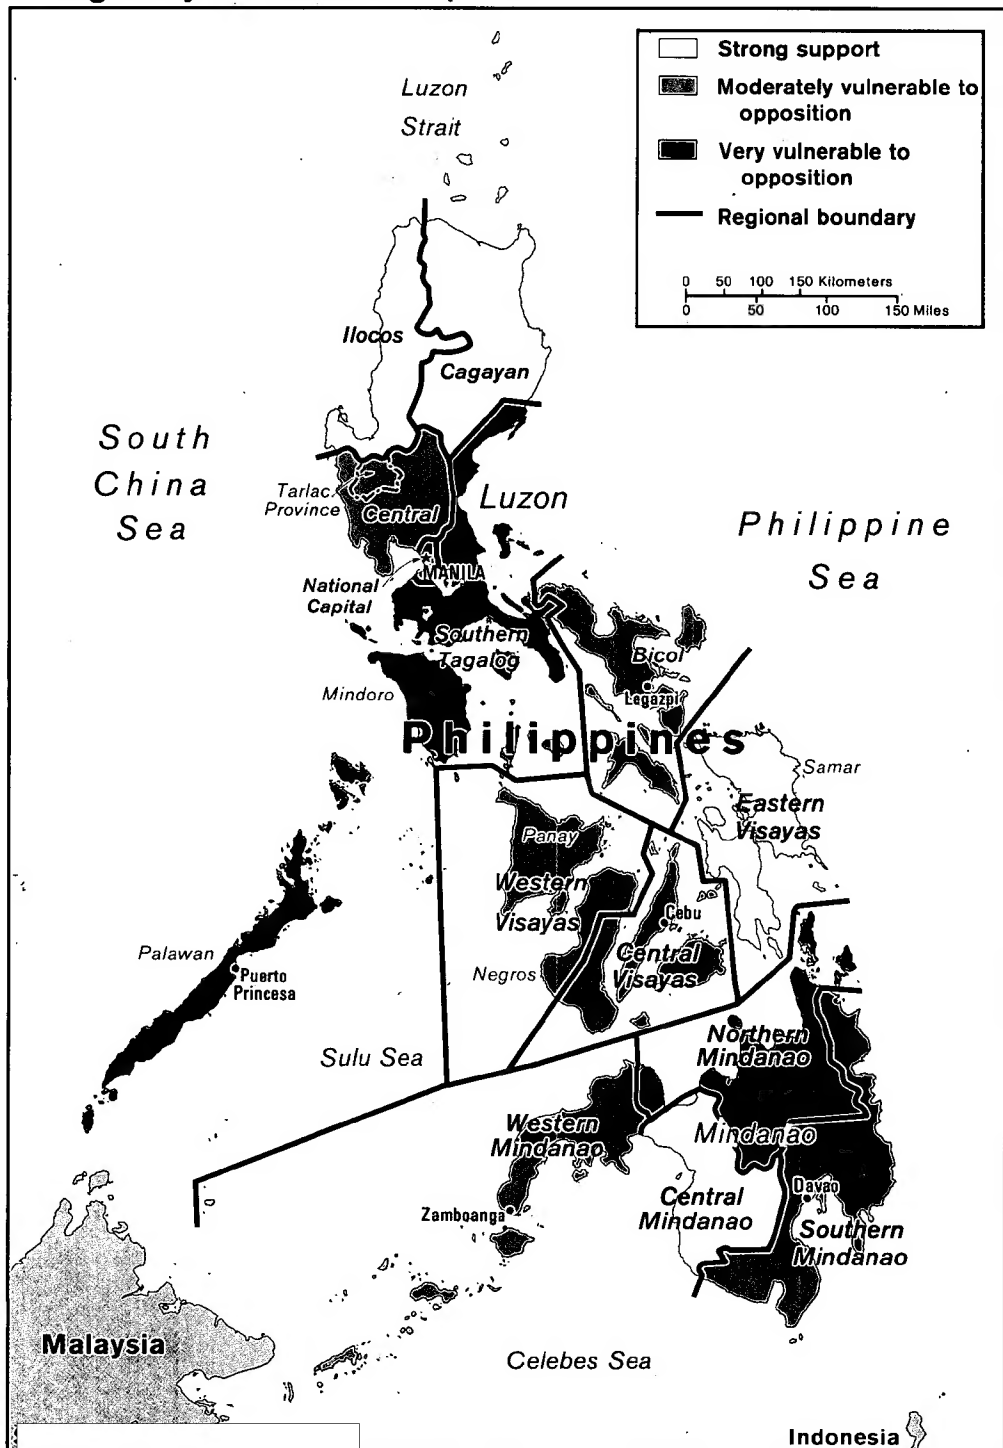 Strong support
Moderately vulnerable to
opposition
Very vulnerable to
opposition
Regional boundary
0 50 100 150 Kilometers
0 50 100 150 Miles
Luzon
Strait
Ilocos
Cagayan
South
China
Sea
Tarlac
Province
Central
Luzon
Philippine
Sea
MANILA
National
Capital
Southern
Tagalog
Bicol
Legazpi
Mindoro
Philippines
Samar
Eastern
Visayas
Panay
Western
Visayas
Cebu
Central
Visayas
Negros
Palawan
Puerto
Princesa
Sulu Sea
Northern
Mindanao
Western
Mindanao
Mindanao
Central
Mindanao
Davao
Southern
Mindanao
Zamboanga
Malaysia
Celebes Sea
Indonesia